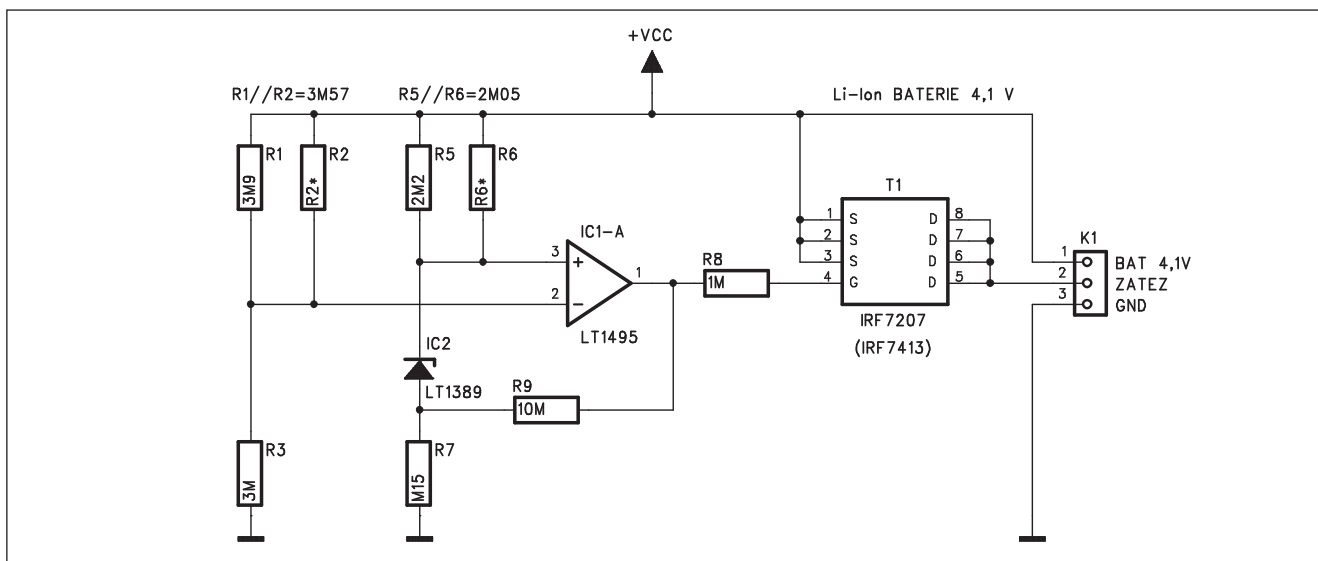 +VCC
R1//R2=3M57
R5//R6=2M05
Li-Ion BATERIE 4,1 V
R1
3M9
R2
R2*
R5
2M2
R6
R6*
T1
1 S D 8
2 S D 7
3 S D 6
4 G D 5
IRF7207
(IRF7413)
K1
1 BAT 4,1V
2 ZATEZ
3 GND
IC1-A
3 +
2 −
1
LT1495
R8
1M
IC2
LT1389
R9
10M
R3
3M
R7
M15